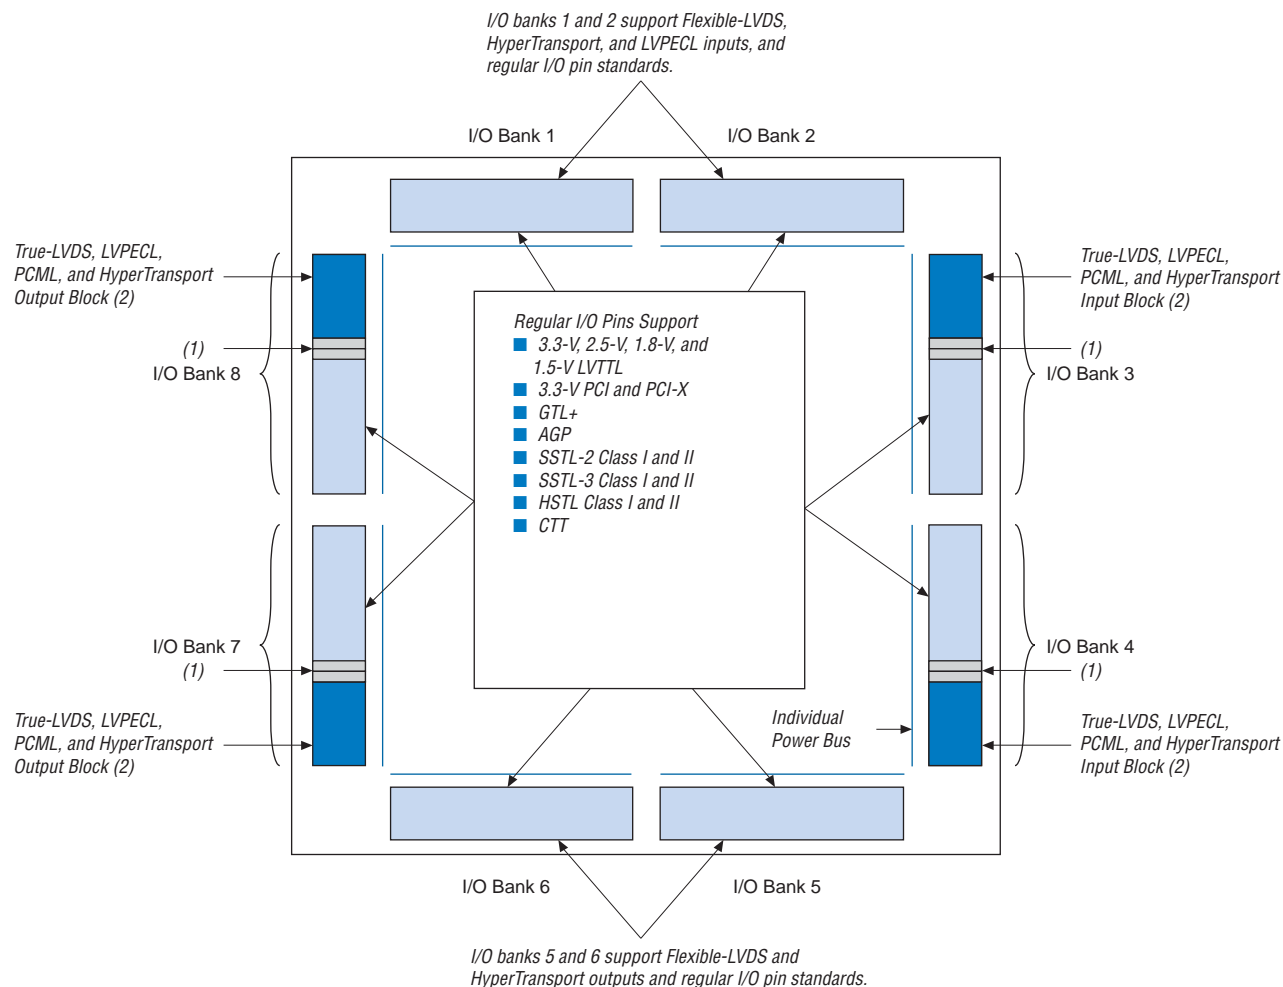 I/O banks 1 and 2 support Flexible-LVDS,
HyperTransport, and LVPECL inputs, and
regular I/O pin standards.
I/O Bank 1
I/O Bank 2
True-LVDS, LVPECL,
PCML, and HyperTransport
Output Block (2)
(1)
I/O Bank 8
True-LVDS, LVPECL,
PCML, and HyperTransport
Input Block (2)
(1)
I/O Bank 3
Regular I/O Pins Support
3.3-V, 2.5-V, 1.8-V, and
1.5-V LVTTL
3.3-V PCI and PCI-X
GTL+
AGP
SSTL-2 Class I and II
SSTL-3 Class I and II
HSTL Class I and II
CTT
I/O Bank 7
(1)
True-LVDS, LVPECL,
PCML, and HyperTransport
Output Block (2)
Individual
Power Bus
I/O Bank 4
(1)
True-LVDS, LVPECL,
PCML, and HyperTransport
Input Block (2)
I/O Bank 6
I/O Bank 5
I/O banks 5 and 6 support Flexible-LVDS and
HyperTransport outputs and regular I/O pin standards.